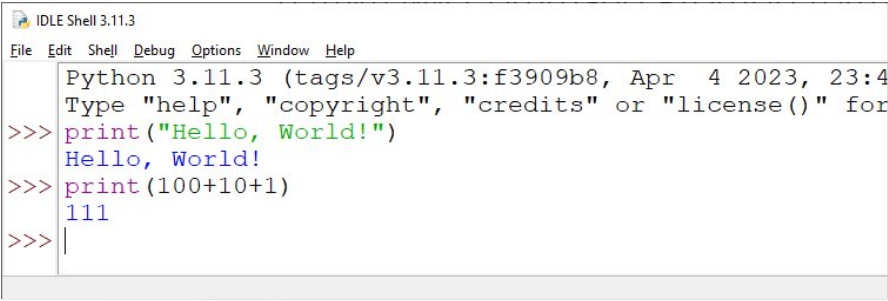 IDLE Shell 3.11.3
File Edit Shell Debug Options Window Help
Python 3.11.3 (tags/v3.11.3:f3909b8, Apr  4 2023, 23:4
Type "help", "copyright", "credits" or "license()" for
>>> print("Hello, World!")
Hello, World!
>>> print(100+10+1)
111
>>>